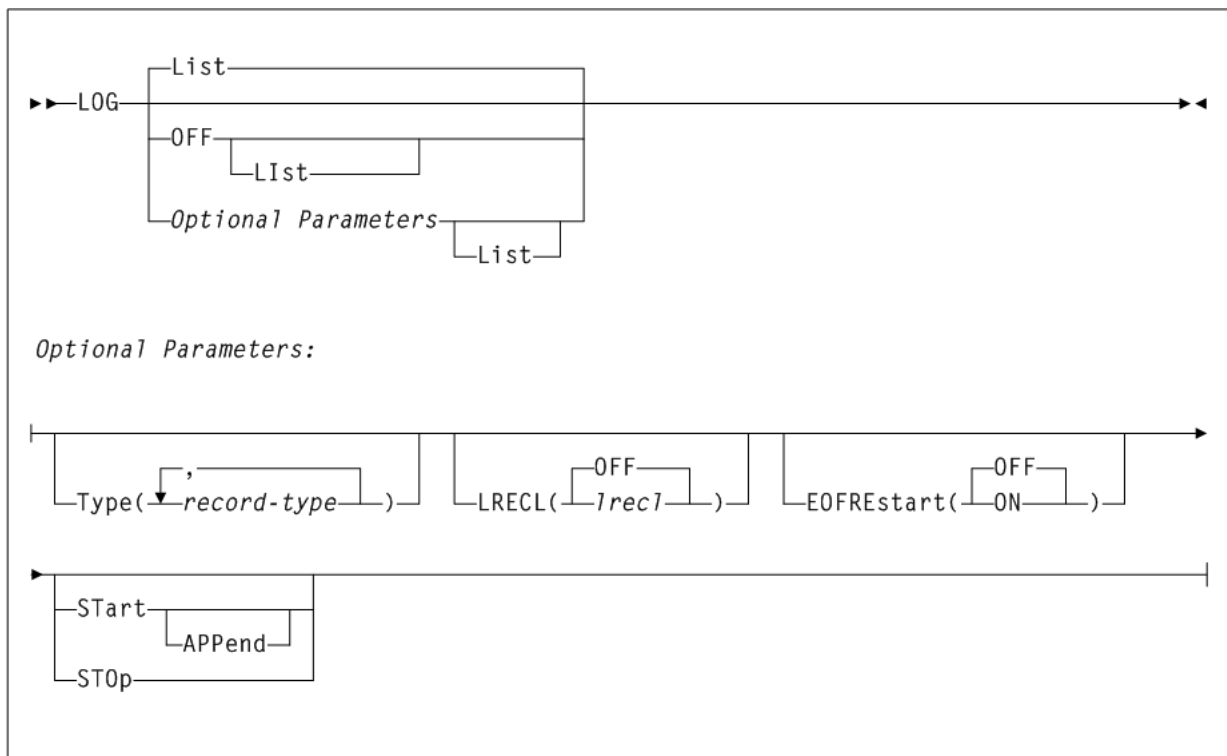 List
LOG
OFF
LIst
Optional Parameters
List
Optional Parameters:
, OFF OFF
Type( record-type ) LRECL( lrecl ) EOFREstart( ON )
STart
APPend
STOp